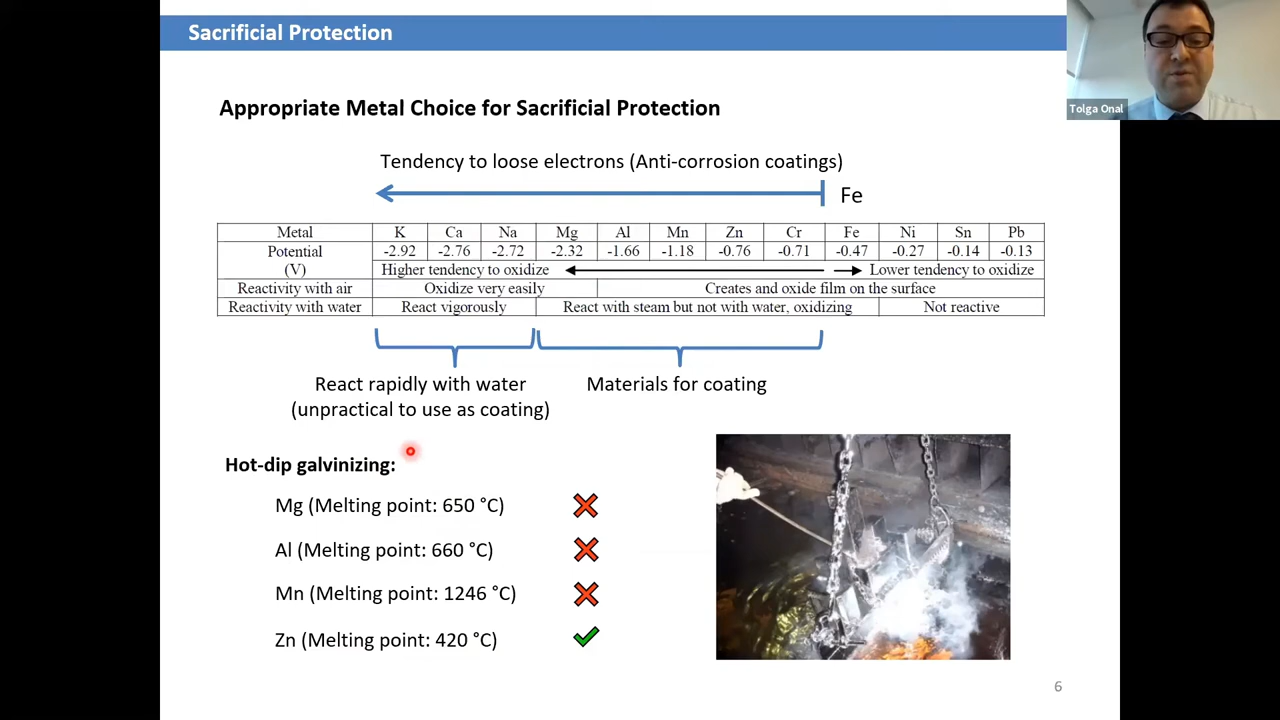 Sacrificial Protection
Tolga Onal
Appropriate Metal Choice for Sacrificial Protection
Tendency to loose electrons (Anti-corrosion coatings)
Fe
Metal K Ca Na Mg Al Mn Zn Cr Fe Ni Sn Pb
Potential -2.92 -2.76 -2.72 -2.32 -1.66 -1.18 -0.76 -0.71 -0.47 -0.27 -0.14 -0.13
(V) Higher tendency to oxidize Lower tendency to oxidize
Reactivity with air Oxidize very easily Creates and oxide film on the surface
Reactivity with water React vigorously React with steam but not with water, oxidizing Not reactive
React rapidly with water Materials for coating
(unpractical to use as coating)
Hot-dip galvinizing:
Mg (Melting point: 650 °C)
Al (Melting point: 660 °C)
Mn (Melting point: 1246 °C)
Zn (Melting point: 420 °C)
6